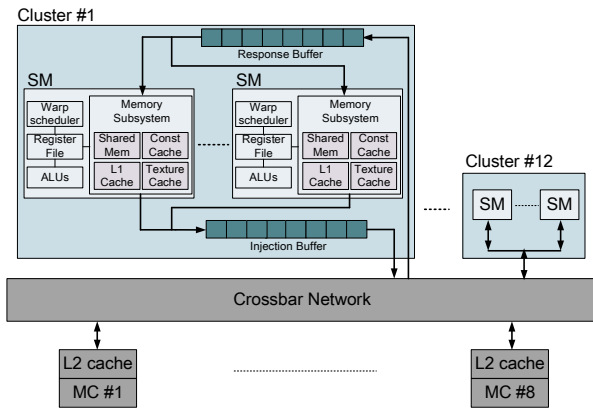 Cluster #1
Response Buffer
SM
Warp
scheduler
Register
File
ALUs
Memory
Subsystem
Shared
Mem
Const
Cache
L1
Cache
Texture
Cache
SM
Warp
scheduler
Register
File
ALUs
Memory
Subsystem
Shared
Mem
Const
Cache
L1
Cache
Texture
Cache
Injection Buffer
Cluster #12
SM
SM
Crossbar Network
L2 cache
MC #1
L2 cache
MC #8